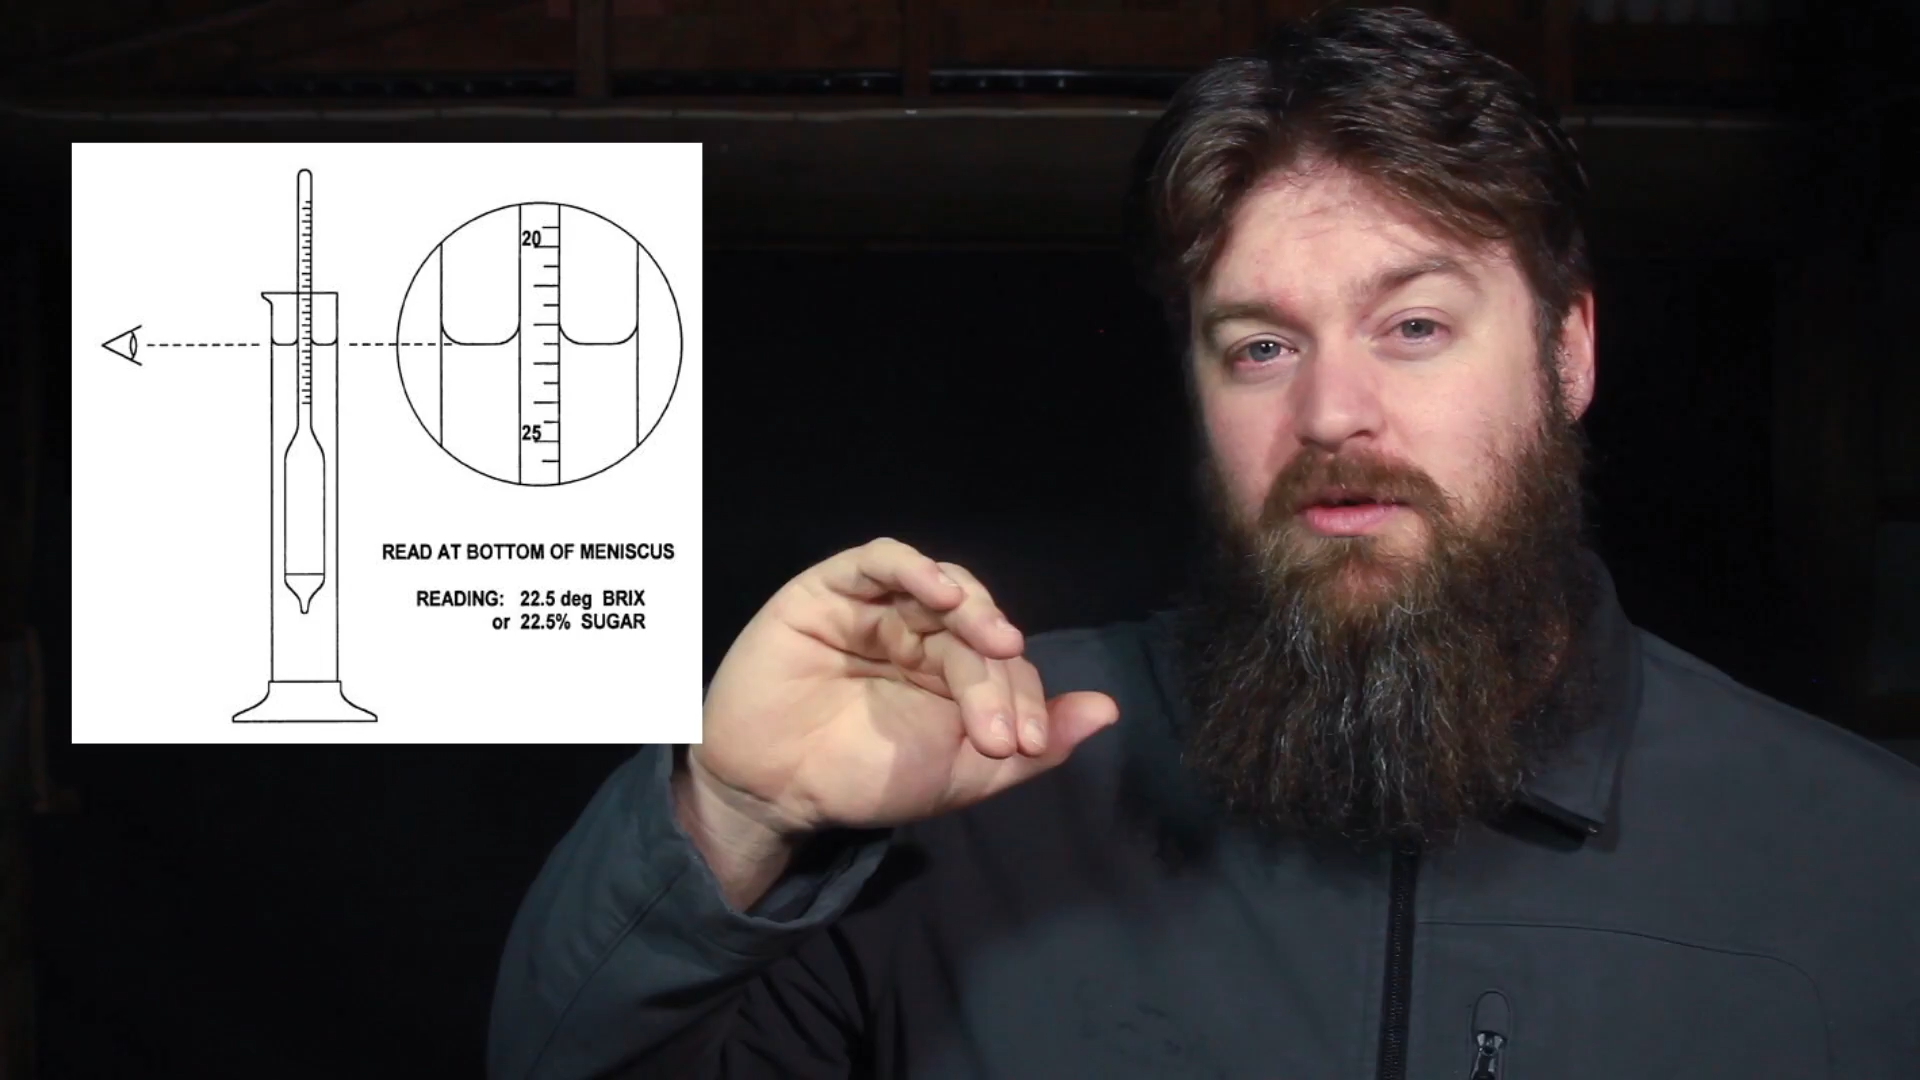 20
25
READ AT BOTTOM OF MENISCUS
READING: 22.5 deg BRIX
or 22.5% SUGAR